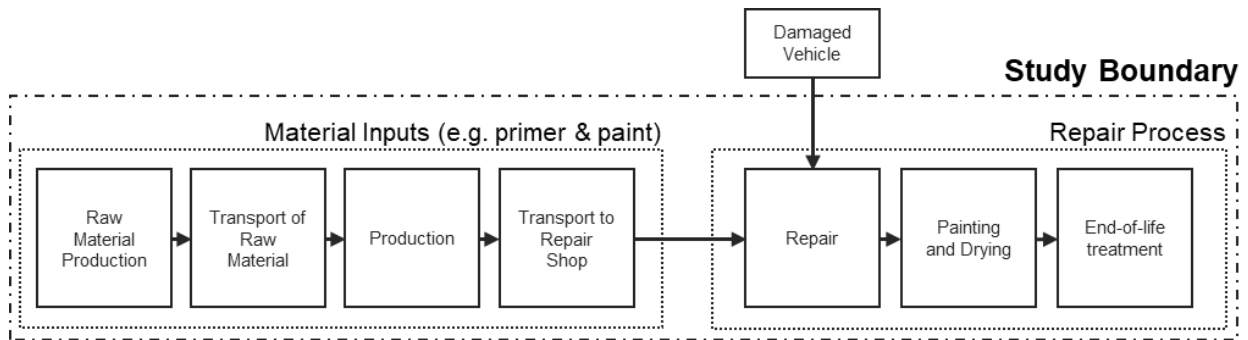 Damaged
Vehicle
Study Boundary
Material Inputs (e.g. primer & paint)
Repair Process
Raw
Material
Production
Transport of
Raw
Material
Production
Transport to
Repair
Shop
Repair
Painting
and Drying
End-of-life
treatment